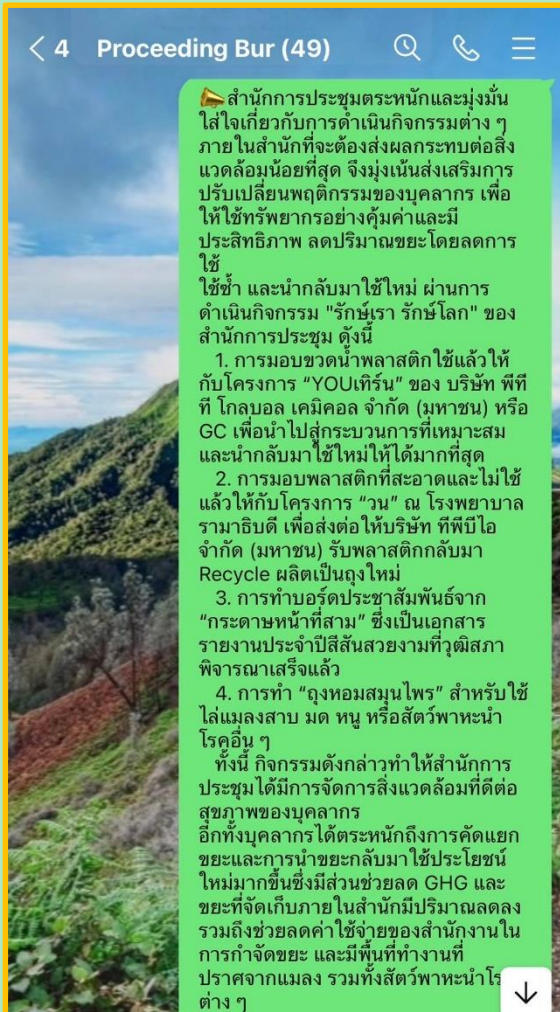 4 Proceeding Bur (49)
สำนักการประชุมตระหนักและมุ่งมั่น
ใส่ใจเกี่ยวกับการดำเนินกิจกรรมต่าง ๆ
ภายในสำนักที่จะต้องส่งผลกระทบต่อสิ่ง
แวดล้อมน้อยที่สุด จึงมุ่งเน้นส่งเสริมการ
ปรับเปลี่ยนพฤติกรรมของบุคลากร เพื่อ
ให้ใช้ทรัพยากรอย่างคุ้มค่าและมี
ประสิทธิภาพ ลดปริมาณขยะโดยลดการ
ใช้
ใช้ซ้ำ และนำกลับมาใช้ใหม่ ผ่านการ
ดำเนินกิจกรรม "รักษ์เรา รักษ์โลก" ของ
สำนักการประชุม ดังนี้
1. การมอบขวดน้ำพลาสติกใช้แล้วให้
กับโครงการ “YOUเทิร์น” ของ บริษัท พีที
ที โกลบอล เคมิคอล จำกัด (มหาชน) หรือ
GC เพื่อนำไปสู่กระบวนการที่เหมาะสม
และนำกลับมาใช้ใหม่ให้ได้มากที่สุด
2. การมอบพลาสติกที่สะอาดและไม่ใช้
แล้วให้กับโครงการ “วน” ณ โรงพยาบาล
รามาธิบดี เพื่อส่งต่อให้บริษัท ทีพีบีไอ
จำกัด (มหาชน) รับพลาสติกกลับมา
Recycle ผลิตเป็นถุงใหม่
3. การทำบอร์ดประชาสัมพันธ์จาก
“กระดาษหน้าที่สาม” ซึ่งเป็นเอกสาร
รายงานประจำปีสีสันสวยงามที่วุฒิสภา
พิจารณาเสร็จแล้ว
4. การทำ “ถุงหอมสมุนไพร” สำหรับใช้
ไล่แมลงสาบ มด หนู หรือสัตว์พาหะนำ
โรคอื่น ๆ
ทั้งนี้ กิจกรรมดังกล่าวทำให้สำนักการ
ประชุมได้มีการจัดการสิ่งแวดล้อมที่ดีต่อ
สุขภาพของบุคลากร
อีกทั้งบุคลากรได้ตระหนักถึงการคัดแยก
ขยะและการนำขยะกลับมาใช้ประโยชน์
ใหม่มากขึ้นซึ่งมีส่วนช่วยลด GHG และ
ขยะที่จัดเก็บภายในสำนักมีปริมาณลดลง
รวมถึงช่วยลดค่าใช้จ่ายของสำนักงานใน
การกำจัดขยะ และมีพื้นที่ทำงานที่
ปราศจากแมลง รวมทั้งสัตว์พาหะนำโร
ต่าง ๆ